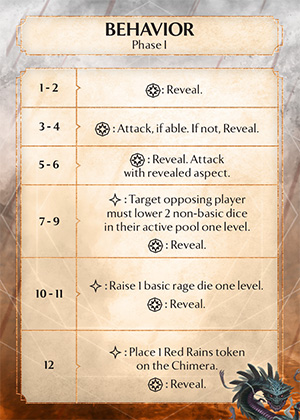 BEHAVIOR
Phase 1
1 - 2
: Reveal.
3 - 4
: Attack, if able. If not, Reveal.
5 - 6
: Reveal. Attack
with revealed aspect.
7 - 9
: Target opposing player
must lower 2 non-basic dice
in their active pool one level.
: Reveal.
10 - 11
: Raise 1 basic rage die one level.
: Reveal.
12
: Place 1 Red Rains token
on the Chimera.
: Reveal.